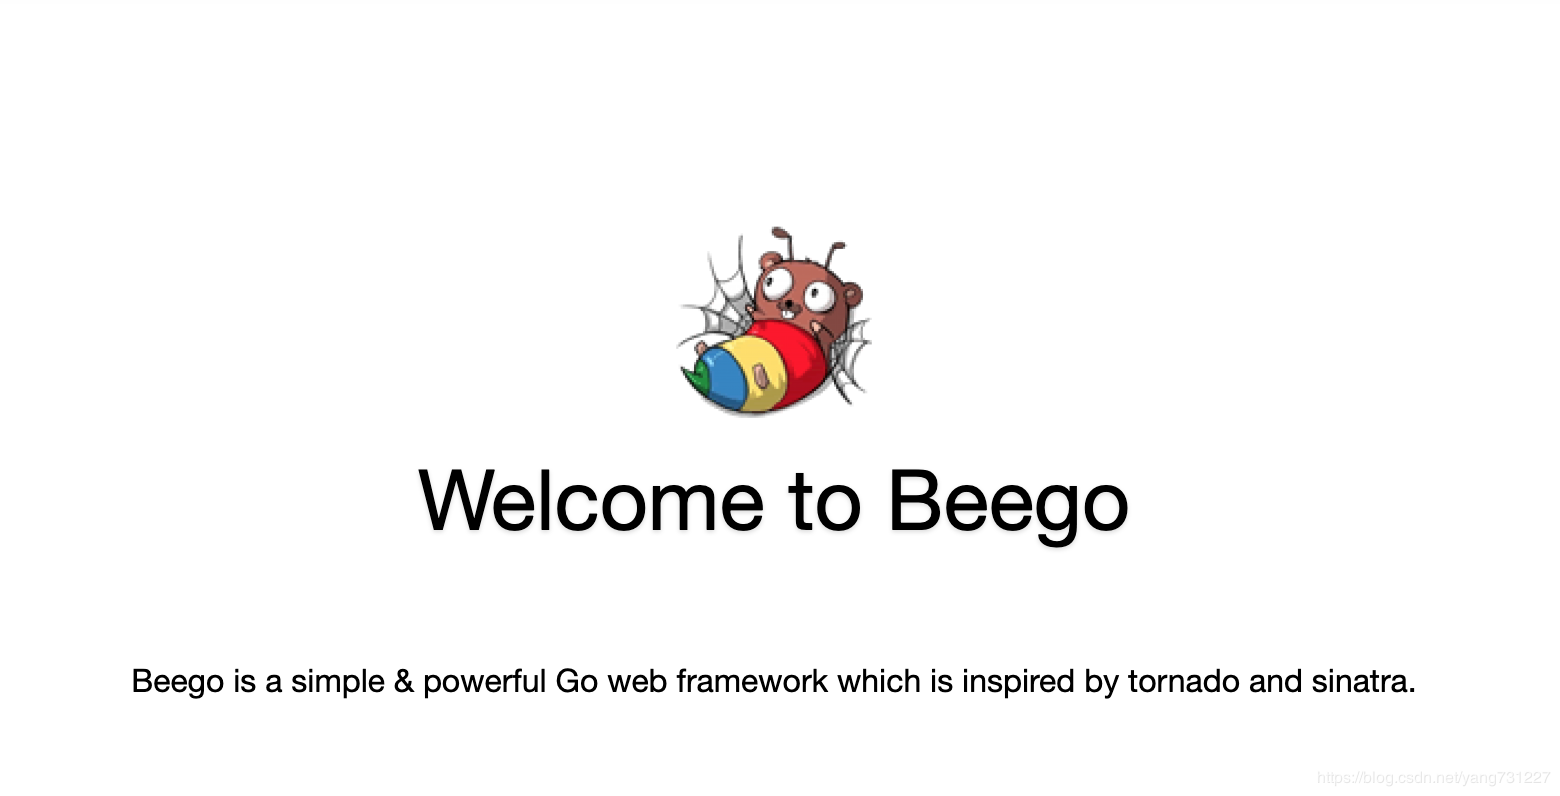 Welcome to Beego
Beego is a simple & powerful Go web framework which is inspired by tornado and sinatra.
https://blog.csdn.net/yang731227